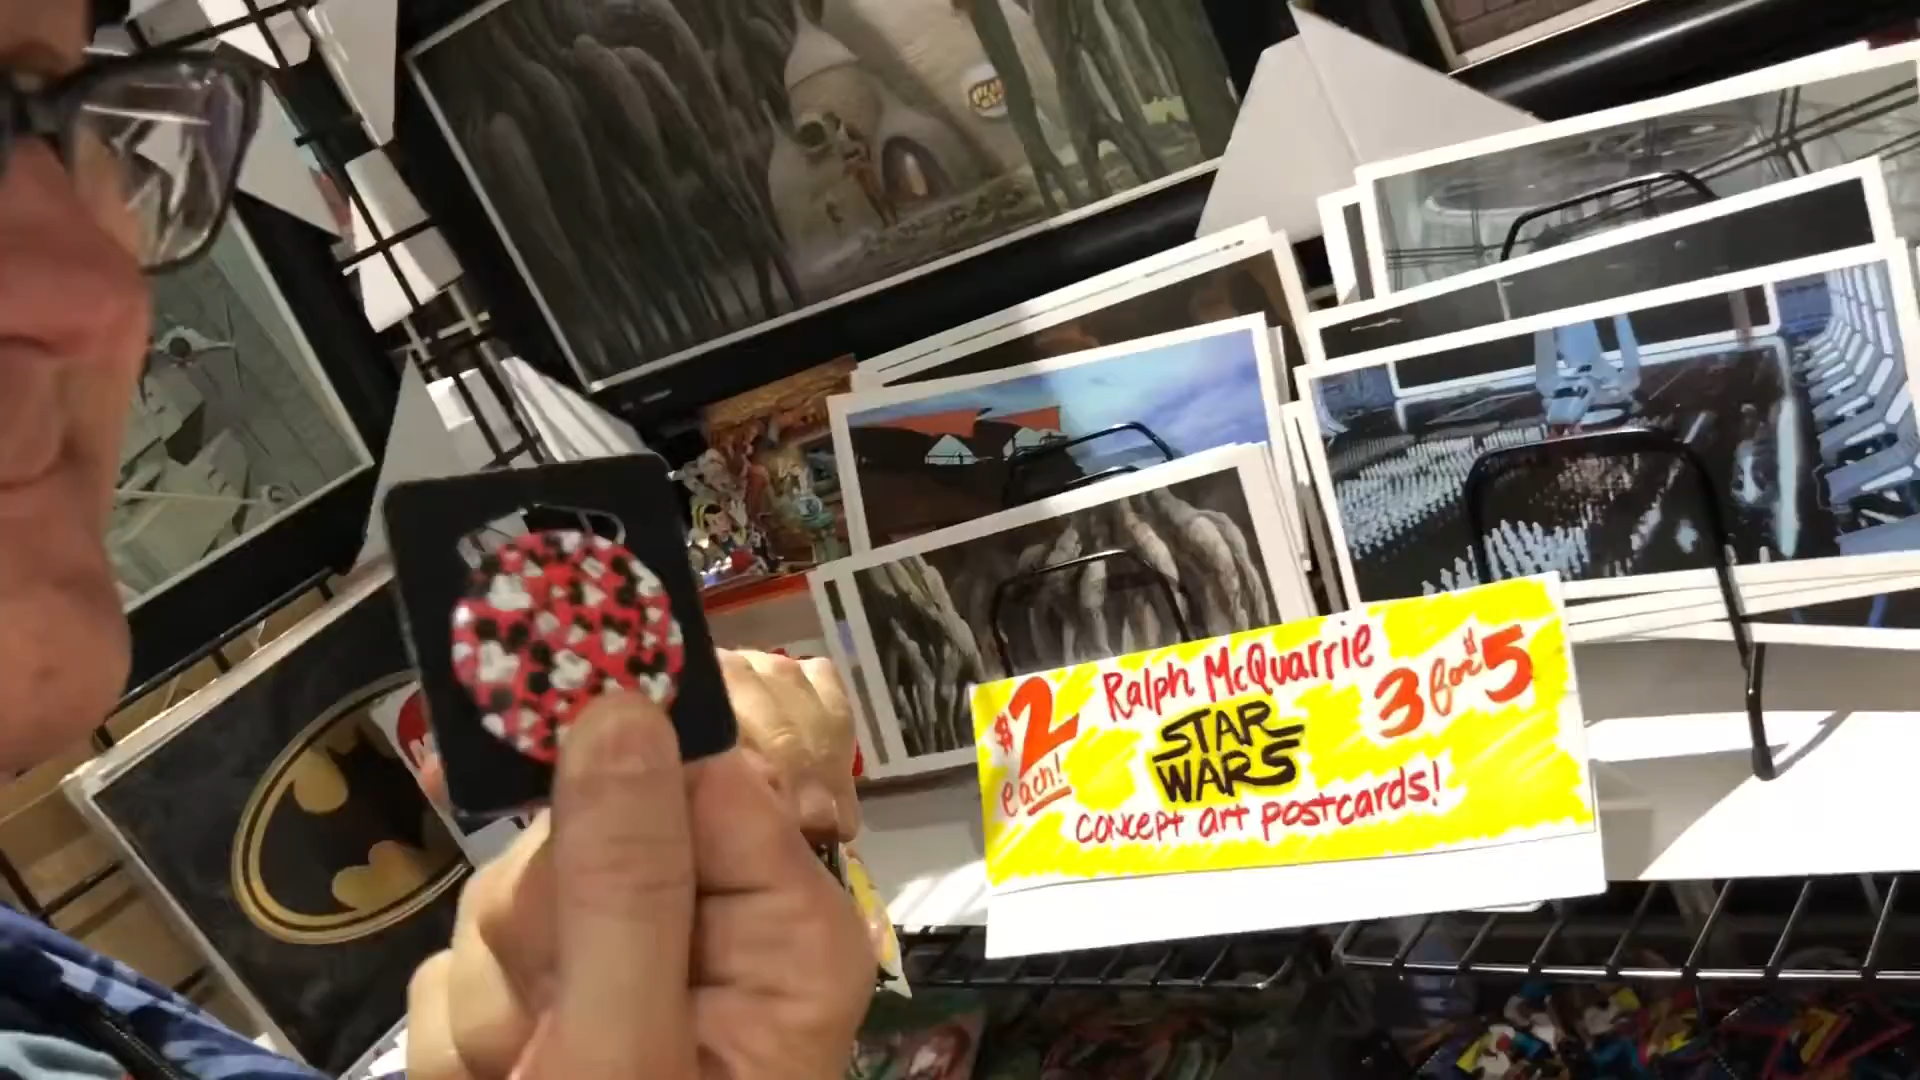 $2 each!
Ralph McQuarrie
3 for $5
STAR
WARS
concept art postcards!